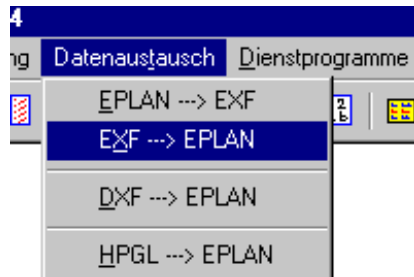 4
ng Datenaustausch Dienstprogramme
EPLAN ---> EXF
EXF ---> EPLAN
DXF ---> EPLAN
HPGL ---> EPLAN